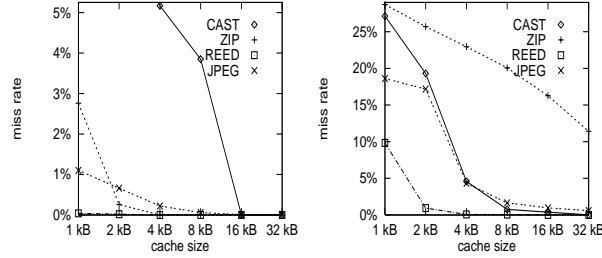 5%
4%
3%
2%
1%
0%
miss rate
CAST
ZIP
REED
JPEG
1 kB 2 kB 4 kB 8 kB 16 kB 32 kB
cache size
25%
20%
15%
10%
5%
0%
miss rate
CAST
ZIP
REED
JPEG
1 kB 2 kB 4 kB 8 kB 16 kB 32 kB
cache size